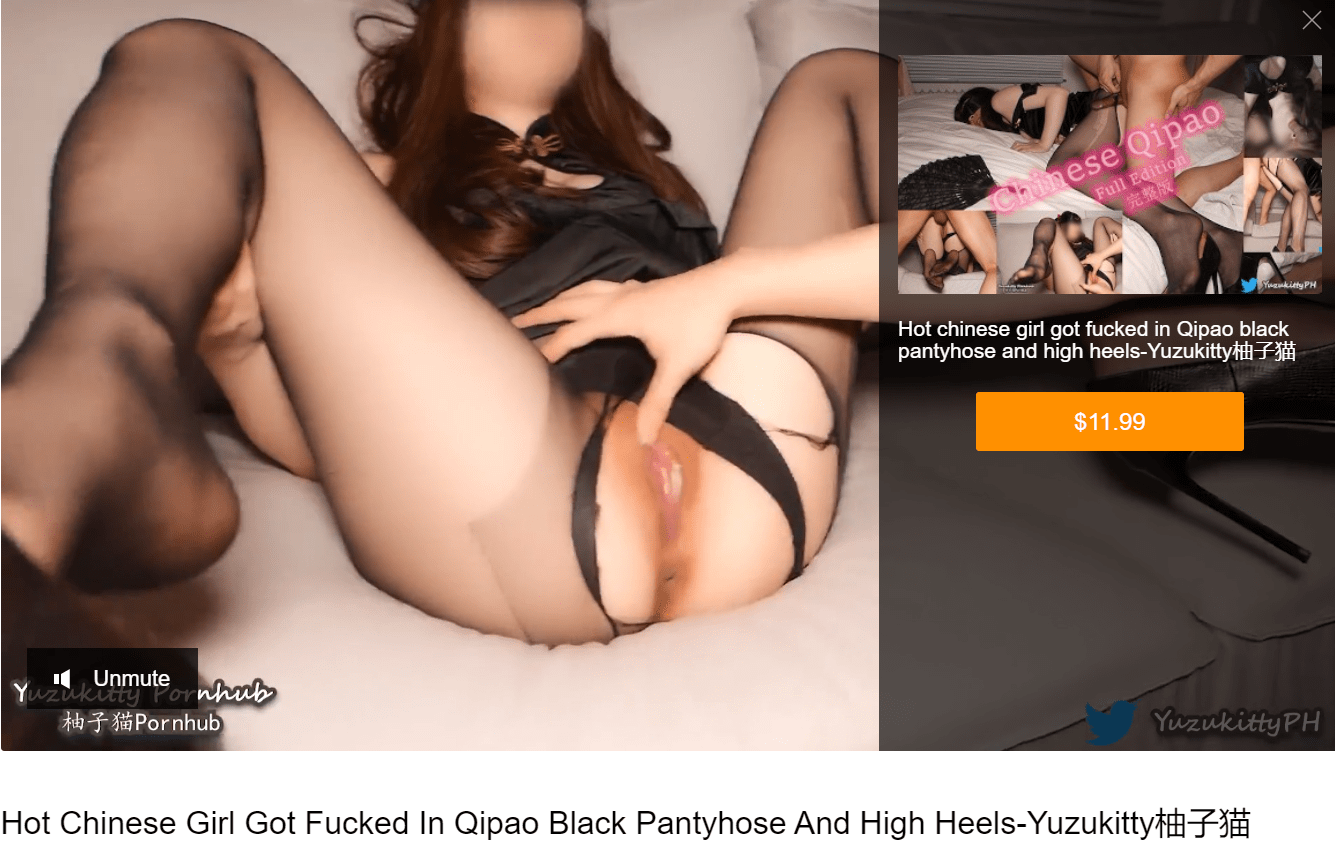 Chinese Qipao
Full Edition
完整版
YuzukittyPH
Hot chinese girl got fucked in Qipao black
pantyhose and high heels-Yuzukitty柚子猫
$11.99
Unmute
Yuzukitty Pornhub
柚子猫Pornhub
YuzukittyPH
Hot Chinese Girl Got Fucked In Qipao Black Pantyhose And High Heels-Yuzukitty柚子猫